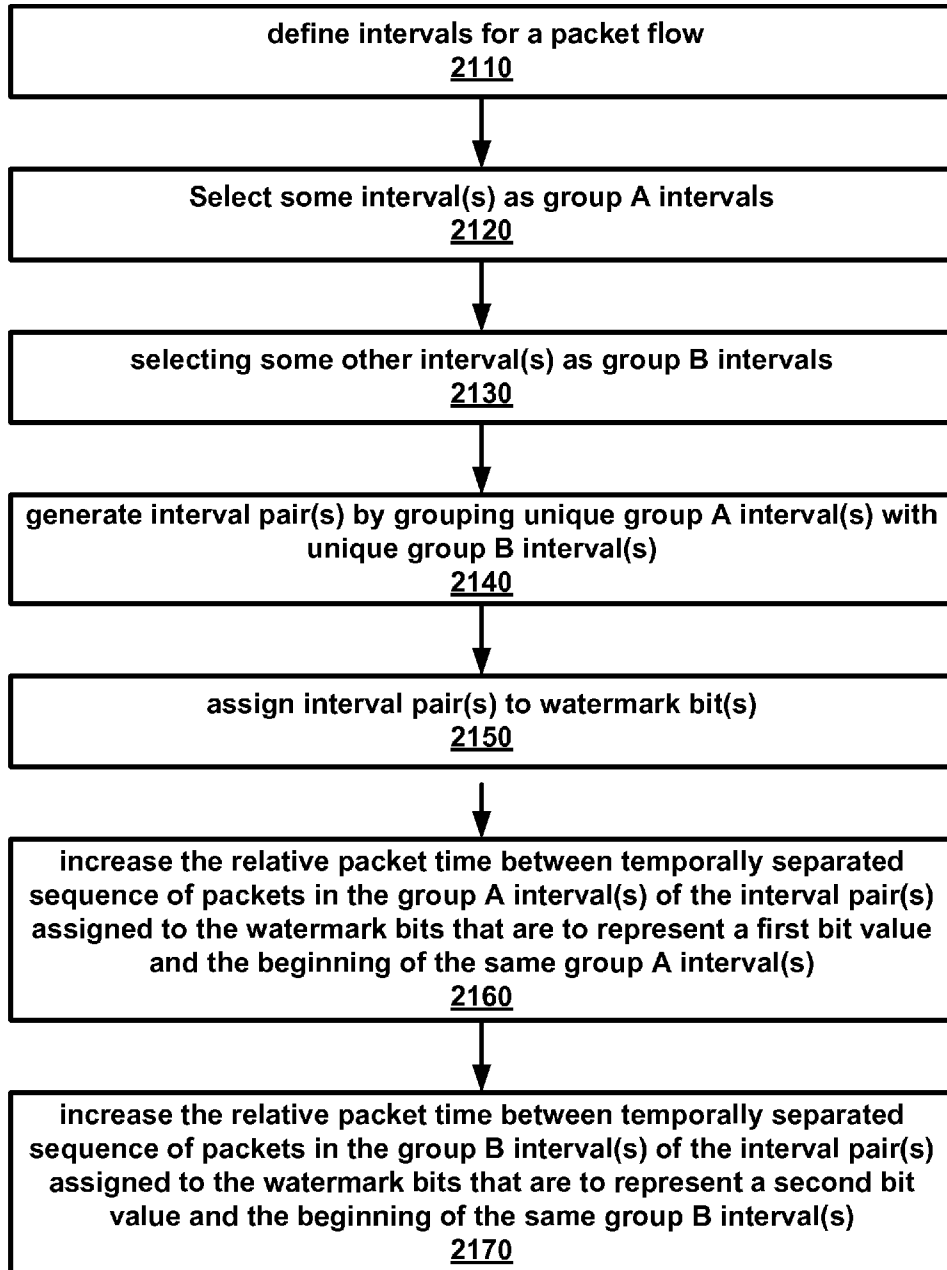 define intervals for a packet flow
2110
Select some interval(s) as group A intervals
2120
selecting some other interval(s) as group B intervals
2130
generate interval pair(s) by grouping unique group A interval(s) with
unique group B interval(s)
2140
assign interval pair(s) to watermark bit(s)
2150
increase the relative packet time between temporally separated
sequence of packets in the group A interval(s) of the interval pair(s)
assigned to the watermark bits that are to represent a first bit value
and the beginning of the same group A interval(s)
2160
increase the relative packet time between temporally separated
sequence of packets in the group B interval(s) of the interval pair(s)
assigned to the watermark bits that are to represent a second bit
value and the beginning of the same group B interval(s)
2170